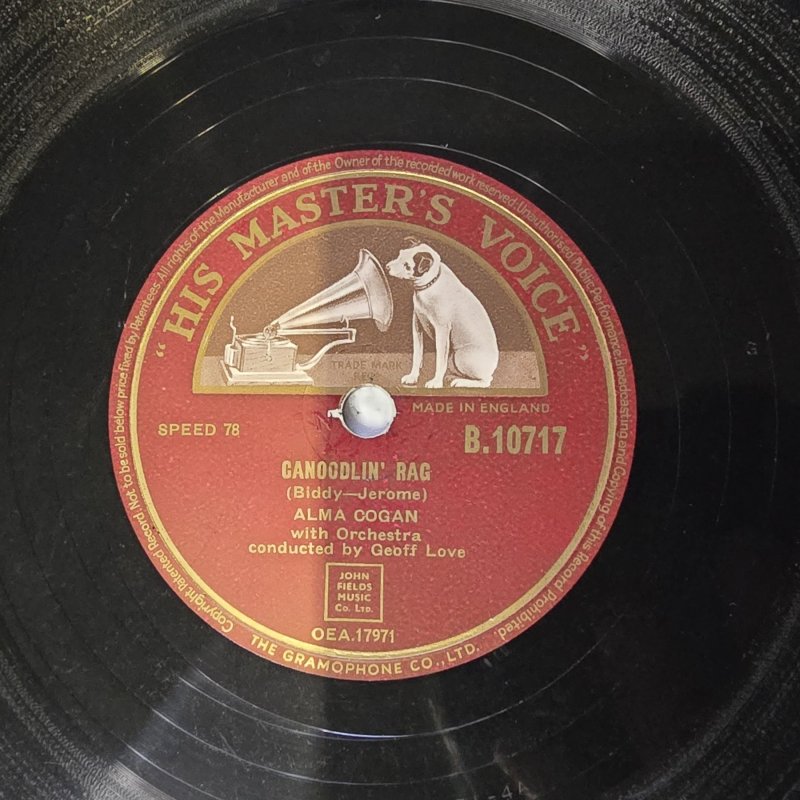 Copyright.Patented Record.Not to be sold below price fixed by Patentees.All rights of the Manufacturer and of the Owner of the recorded work reserved.Unauthorised Public Performance, Broadcasting and Copying of this Record Prohibited.
"HIS MASTER'S VOICE"
TRADE MARK
MADE IN ENGLAND
SPEED 78
B.10717
CANOODLIN' RAG
(Biddy—Jerome)
ALMA COGAN
with Orchestra
conducted by Geoff Love
JOHN
FIELDS
MUSIC
Co. LTD.
OEA.17971
THE GRAMOPHONE CO., LTD.